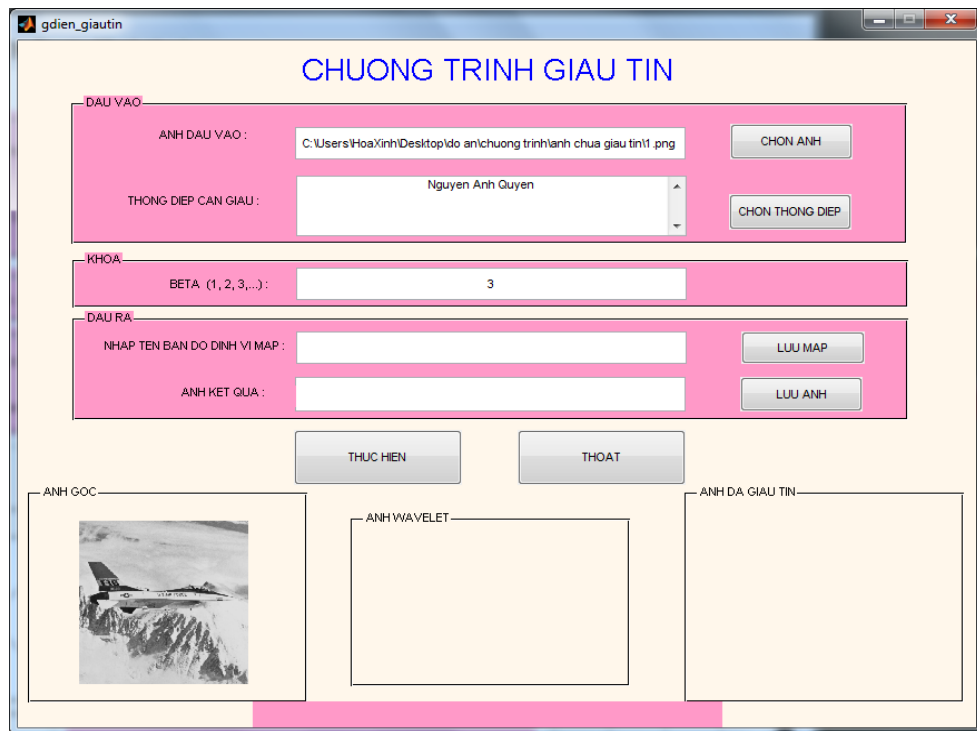 gdien_giautin
CHUONG TRINH GIAU TIN
DAU VAO
ANH DAU VAO :
C:\Users\HoaXinh\Desktop\do an\chuong trinh\anh chua giau tin\1.png
CHON ANH
THONG DIEP CAN GIAU :
Nguyen Anh Quyen
CHON THONG DIEP
KHOA
BETA (1, 2, 3,...) :
3
DAU RA
NHAP TEN BAN DO DINH VI MAP :
LUU MAP
ANH KET QUA :
LUU ANH
THUC HIEN
THOAT
ANH GOC
ANH WAVELET
ANH DA GIAU TIN